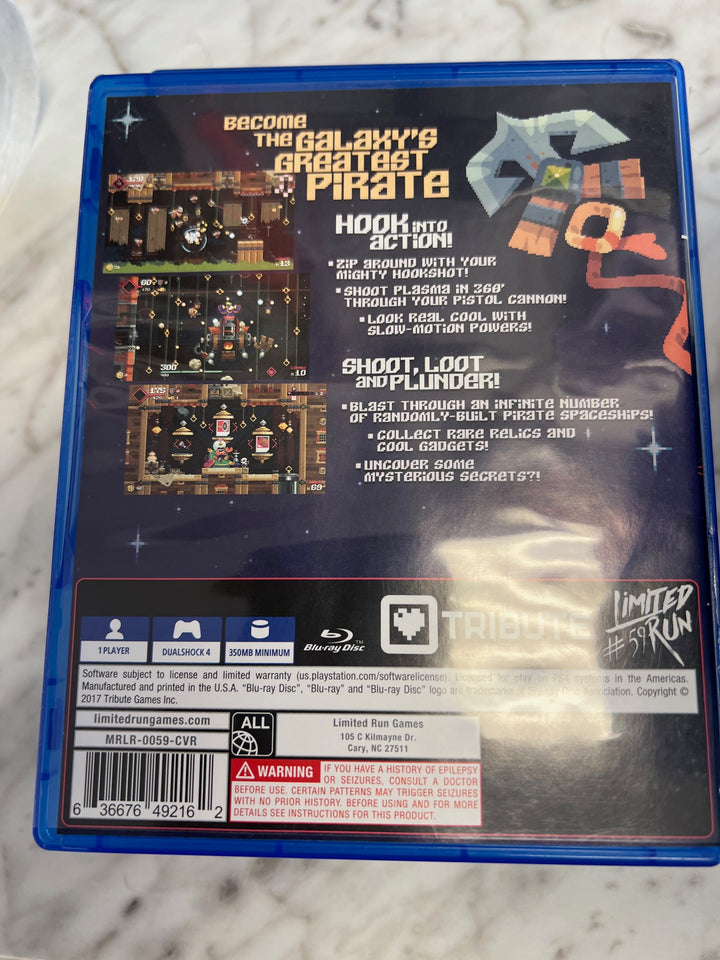 BECOME
THE GALAXY'S
GREATEST
PIRATE
HOOK INTO
ACTION!
▪ZIP AROUND WITH YOUR
MIGHTY HOOKSHOT!
▪SHOOT PLASMA IN 360°
THROUGH YOUR PISTOL CANNON!
▪LOOK REAL COOL WITH
SLOW-MOTION POWERS!
SHOOT, LOOT
AND PLUNDER!
▪BLAST THROUGH AN INFINITE NUMBER
OF RANDOMLY-BUILT PIRATE SPACESHIPS!
▪COLLECT RARE RELICS AND
COOL GADGETS!
▪UNCOVER SOME
MYSTERIOUS SECRETS?!
60
300
x10
175
x69
1 PLAYER
DUALSHOCK 4
350MB MINIMUM
Blu-ray Disc
TRIBUTE
LIMITED
RUN
#59
Software subject to license and limited warranty (us.playstation.com/softwarelicense). Licensed for play on PS4 systems in the Americas.
Manufactured and printed in the U.S.A. "Blu-ray Disc", "Blu-ray" and "Blu-ray Disc" logo are trademarks of Blu-ray Disc Association. Copyright ©
2017 Tribute Games Inc.
limitedrungames.com
MRLR-0059-CVR
ALL
Limited Run Games
105 C Kilmayne Dr.
Cary, NC 27511
WARNING
IF YOU HAVE A HISTORY OF EPILEPSY
OR SEIZURES, CONSULT A DOCTOR
BEFORE USE. CERTAIN PATTERNS MAY TRIGGER SEIZURES
WITH NO PRIOR HISTORY. BEFORE USING AND FOR MORE
DETAILS SEE INSTRUCTIONS FOR THIS PRODUCT.
6 36676 49216 2